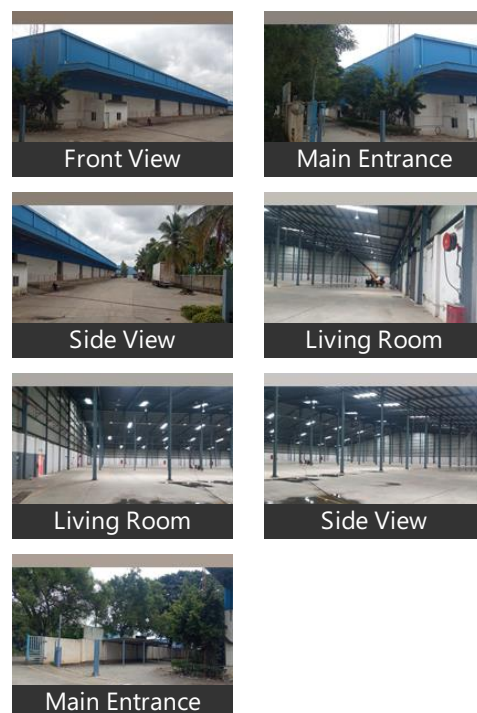 Front View
Main Entrance
Side View
Living Room
Living Room
Side View
Main Entrance